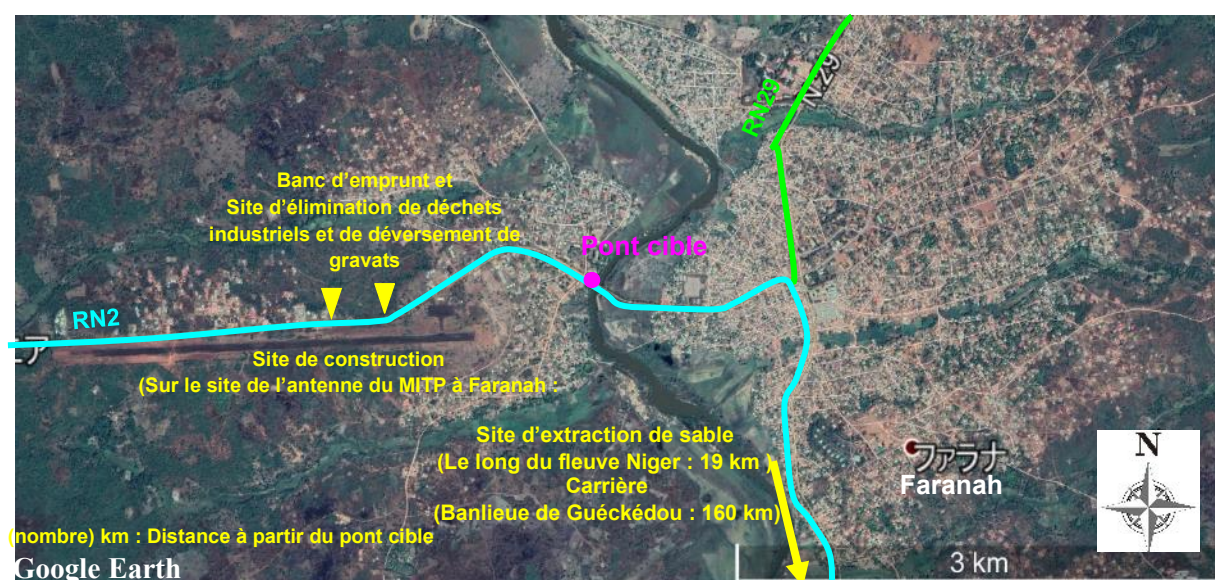 N.29
RN29
Banc d’emprunt et
Site d’élimination de déchets
industriels et de déversement de
gravats
Pont cible
RN2
ニア
Site de construction
(Sur le site de l’antenne du MITP à Faranah :
Site d’extraction de sable
(Le long du fleuve Niger : 19 km )
Carrière
(Banlieue de Guéckédou : 160 km)
ファラナ
Faranah
N
(nombre) km : Distance à partir du pont cible
Google Earth
3 km